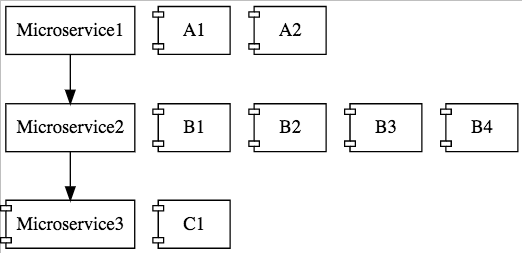 Microservice1 A1 A2
Microservice2 B1 B2 B3 B4
Microservice3 C1